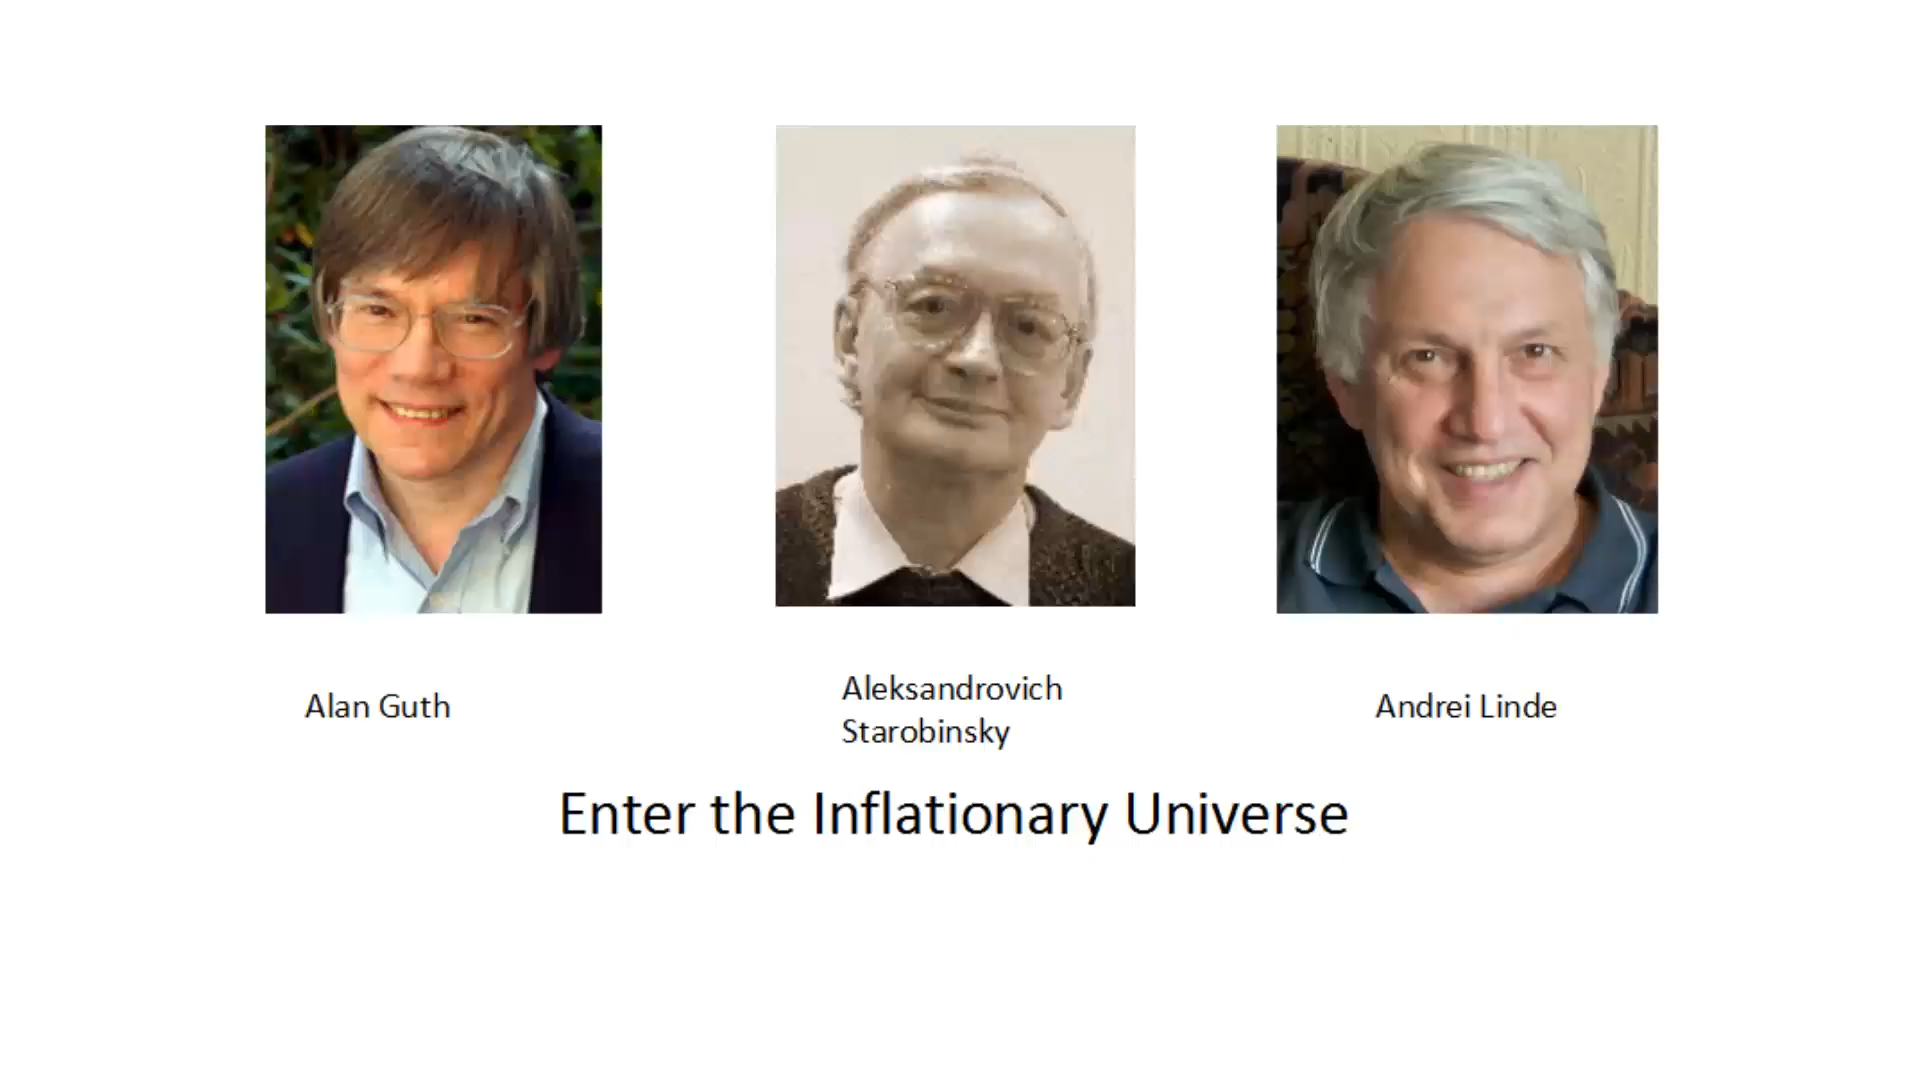 Alan Guth
Aleksandrovich
Starobinsky
Andrei Linde
Enter the Inflationary Universe